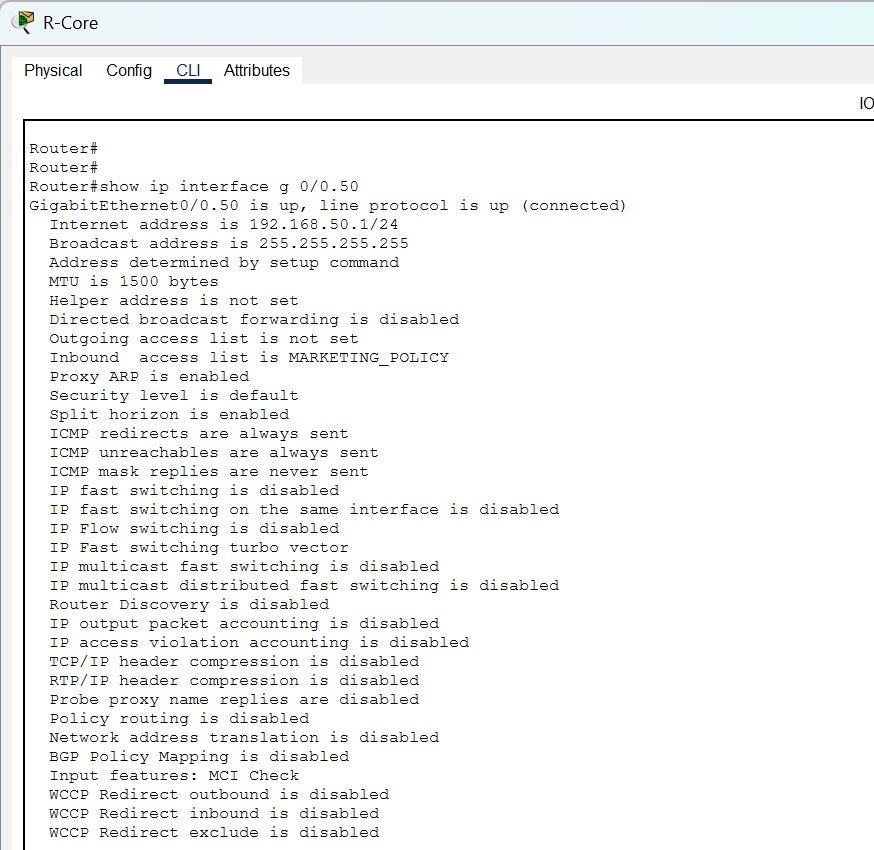 R-Core
Physical Config CLI Attributes
IO
Router#
Router#
Router#show ip interface g 0/0.50
GigabitEthernet0/0.50 is up, line protocol is up (connected)
Internet address is 192.168.50.1/24
Broadcast address is 255.255.255.255
Address determined by setup command
MTU is 1500 bytes
Helper address is not set
Directed broadcast forwarding is disabled
Outgoing access list is not set
Inbound  access list is MARKETING_POLICY
Proxy ARP is enabled
Security level is default
Split horizon is enabled
ICMP redirects are always sent
ICMP unreachables are always sent
ICMP mask replies are never sent
IP fast switching is disabled
IP fast switching on the same interface is disabled
IP Flow switching is disabled
IP Fast switching turbo vector
IP multicast fast switching is disabled
IP multicast distributed fast switching is disabled
Router Discovery is disabled
IP output packet accounting is disabled
IP access violation accounting is disabled
TCP/IP header compression is disabled
RTP/IP header compression is disabled
Probe proxy name replies are disabled
Policy routing is disabled
Network address translation is disabled
BGP Policy Mapping is disabled
Input features: MCI Check
WCCP Redirect outbound is disabled
WCCP Redirect inbound is disabled
WCCP Redirect exclude is disabled